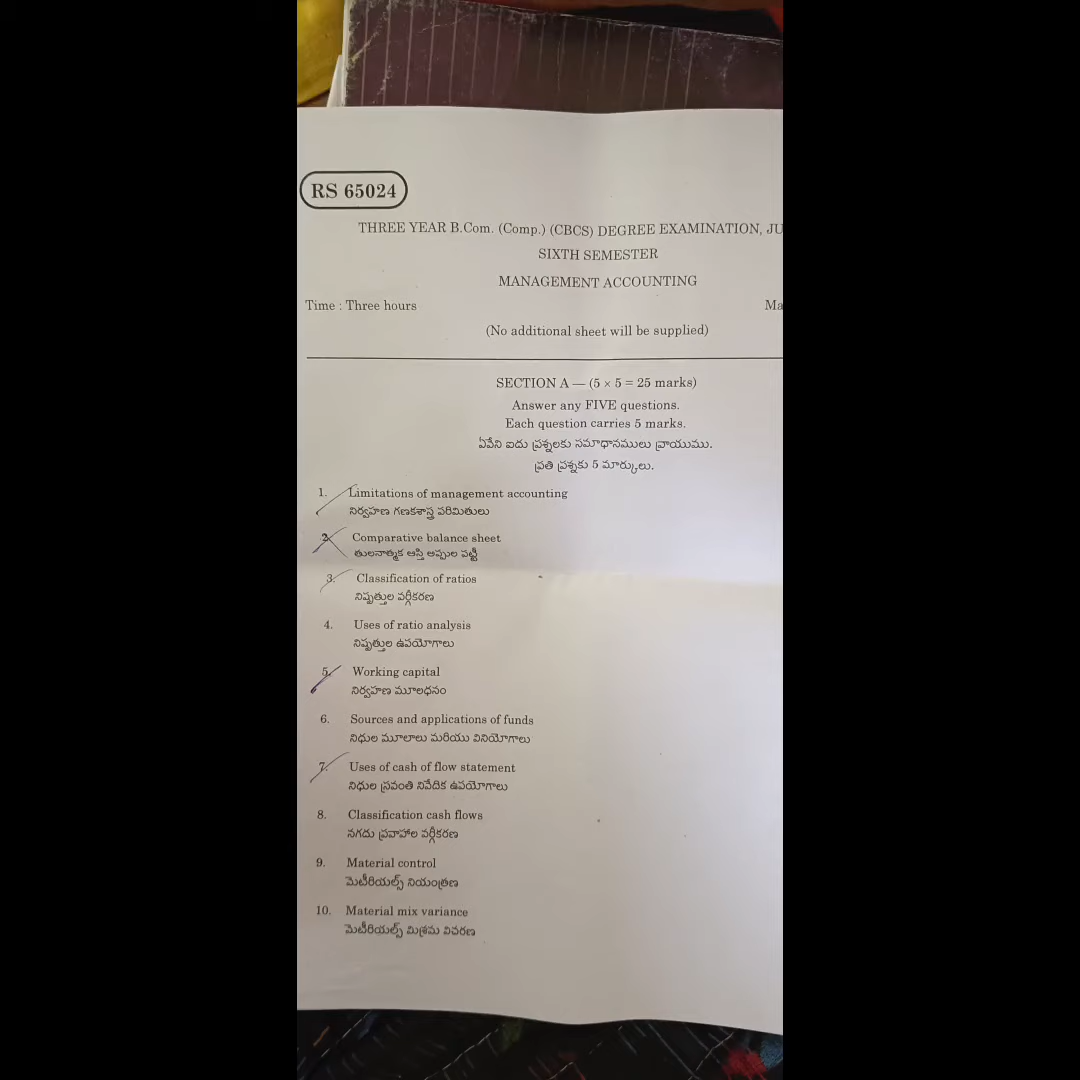 RS 65024
THREE YEAR B.Com. (Comp.) (CBCS) DEGREE EXAMINATION, JU
SIXTH SEMESTER
MANAGEMENT ACCOUNTING
Time : Three hours Ma
(No additional sheet will be supplied)
SECTION A — (5 × 5 = 25 marks)
Answer any FIVE questions.
Each question carries 5 marks.
ఏవేని ఐదు ప్రశ్నలకు సమాధానములు వ్రాయుము.
ప్రతి ప్రశ్నకు 5 మార్కులు.
1. Limitations of management accounting
నిర్వహణ గణకశాస్త్ర పరిమితులు
2. Comparative balance sheet
తులనాత్మక ఆస్తి అప్పుల పట్టీ
3. Classification of ratios
నిష్పత్తుల వర్గీకరణ
4. Uses of ratio analysis
నిష్పత్తుల ఉపయోగాలు
5. Working capital
నిర్వహణ మూలధనం
6. Sources and applications of funds
నిధుల మూలాలు మరియు వినియోగాలు
7. Uses of cash of flow statement
నిధుల స్రవంతి నివేదిక ఉపయోగాలు
8. Classification cash flows
నగదు ప్రవాహాల వర్గీకరణ
9. Material control
మెటీరియల్స్ నియంత్రణ
10. Material mix variance
మెటీరియల్స్ మిశ్రమ విచరణ